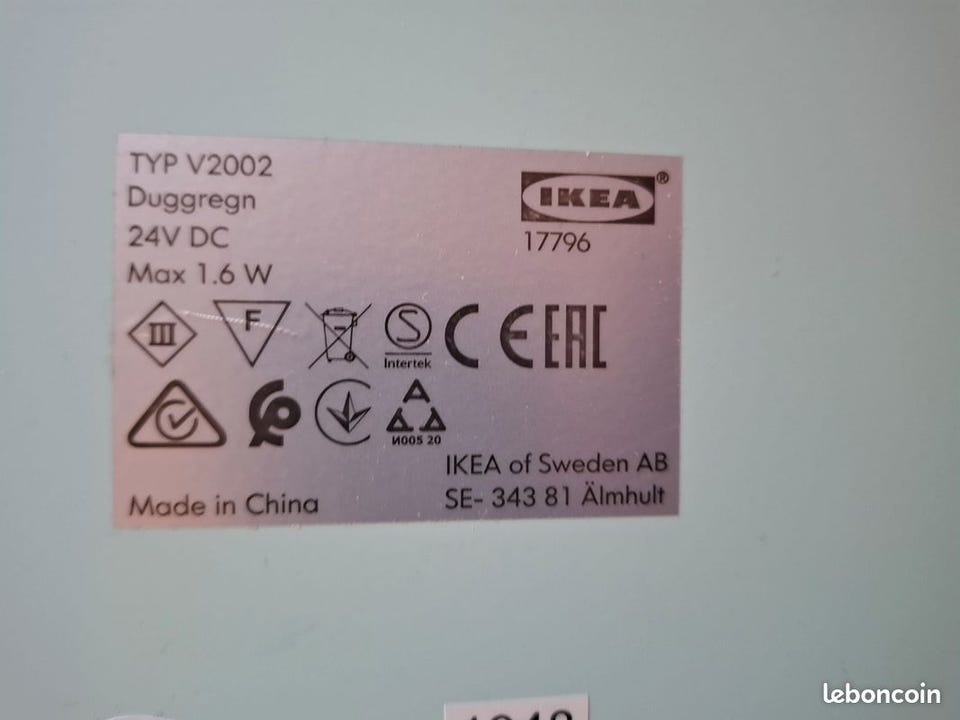 TYP V2002
Duggregn
24V DC
Max 1.6 W
IKEA®
17796
III
F
S
Intertek
CE
EAC
И005 20
Made in China
IKEA of Sweden AB
SE- 343 81 Älmhult
leboncoin